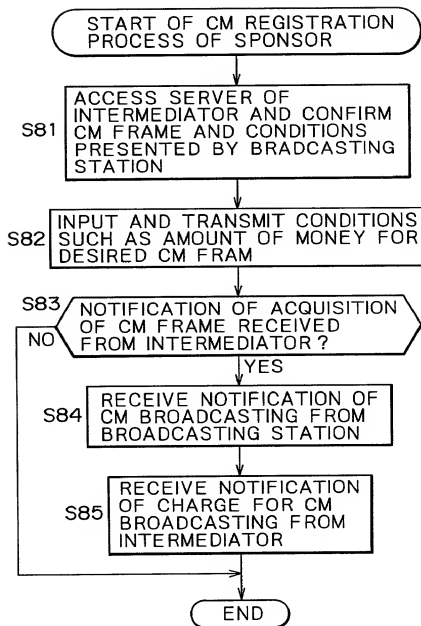 START OF CM REGISTRATION
PROCESS OF SPONSOR
S81
ACCESS SERVER OF
INTERMEDIATOR AND CONFIRM
CM FRAME AND CONDITIONS
PRESENTED BY BRADCASTING
STATION
S82
INPUT AND TRANSMIT CONDITIONS
SUCH AS AMOUNT OF MONEY FOR
DESIRED CM FRAM
S83
NOTIFICATION OF ACQUISITION
OF CM FRAME RECEIVED
FROM INTERMEDIATOR?
NO
YES
S84
RECEIVE NOTIFICATION OF
CM BROADCASTING FROM
BROADCASTING STATION
S85
RECEIVE NOTIFICATION
OF CHARGE FOR CM
BROADCASTING FROM
INTERMEDIATOR
END